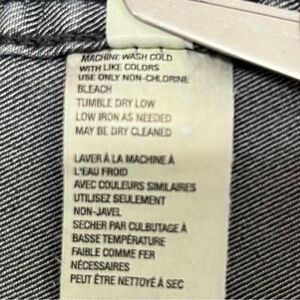 MACHINE WASH COLD
WITH LIKE COLORS
USE ONLY NON-CHLORINE
BLEACH
TUMBLE DRY LOW
LOW IRON AS NEEDED
MAY BE DRY CLEANED
LAVER À LA MACHINE À
L'EAU FROID
AVEC COULEURS SIMILAIRES
UTILISEZ SEULEMENT
NON-JAVEL
SECHER PAR CULBUTAGE À
BASSE TEMPÉRATURE
FAIBLE COMME FER
NÉCESSAIRES
PEUT ÊTRE NETTOYÉ À SEC